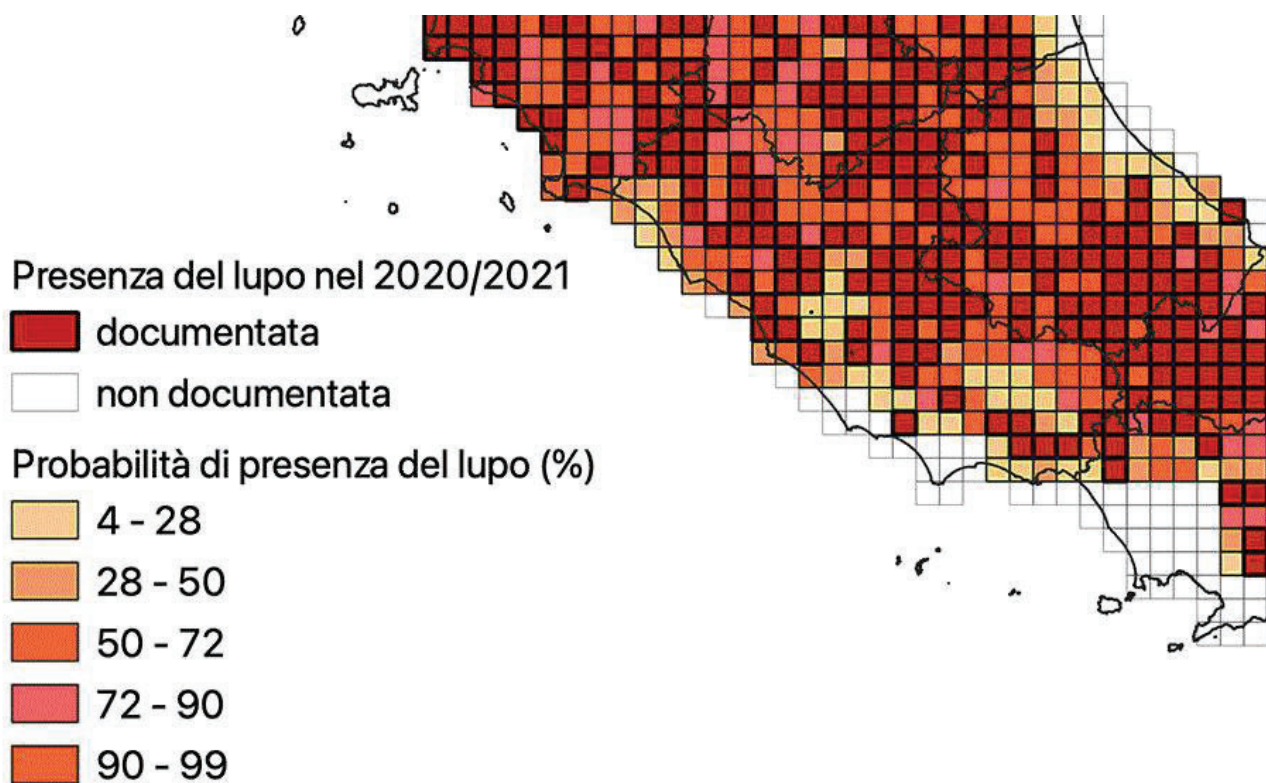 Presenza del lupo nel 2020/2021
documentata
non documentata
Probabilità di presenza del lupo (%)
4 - 28
28 - 50
50 - 72
72 - 90
90 - 99